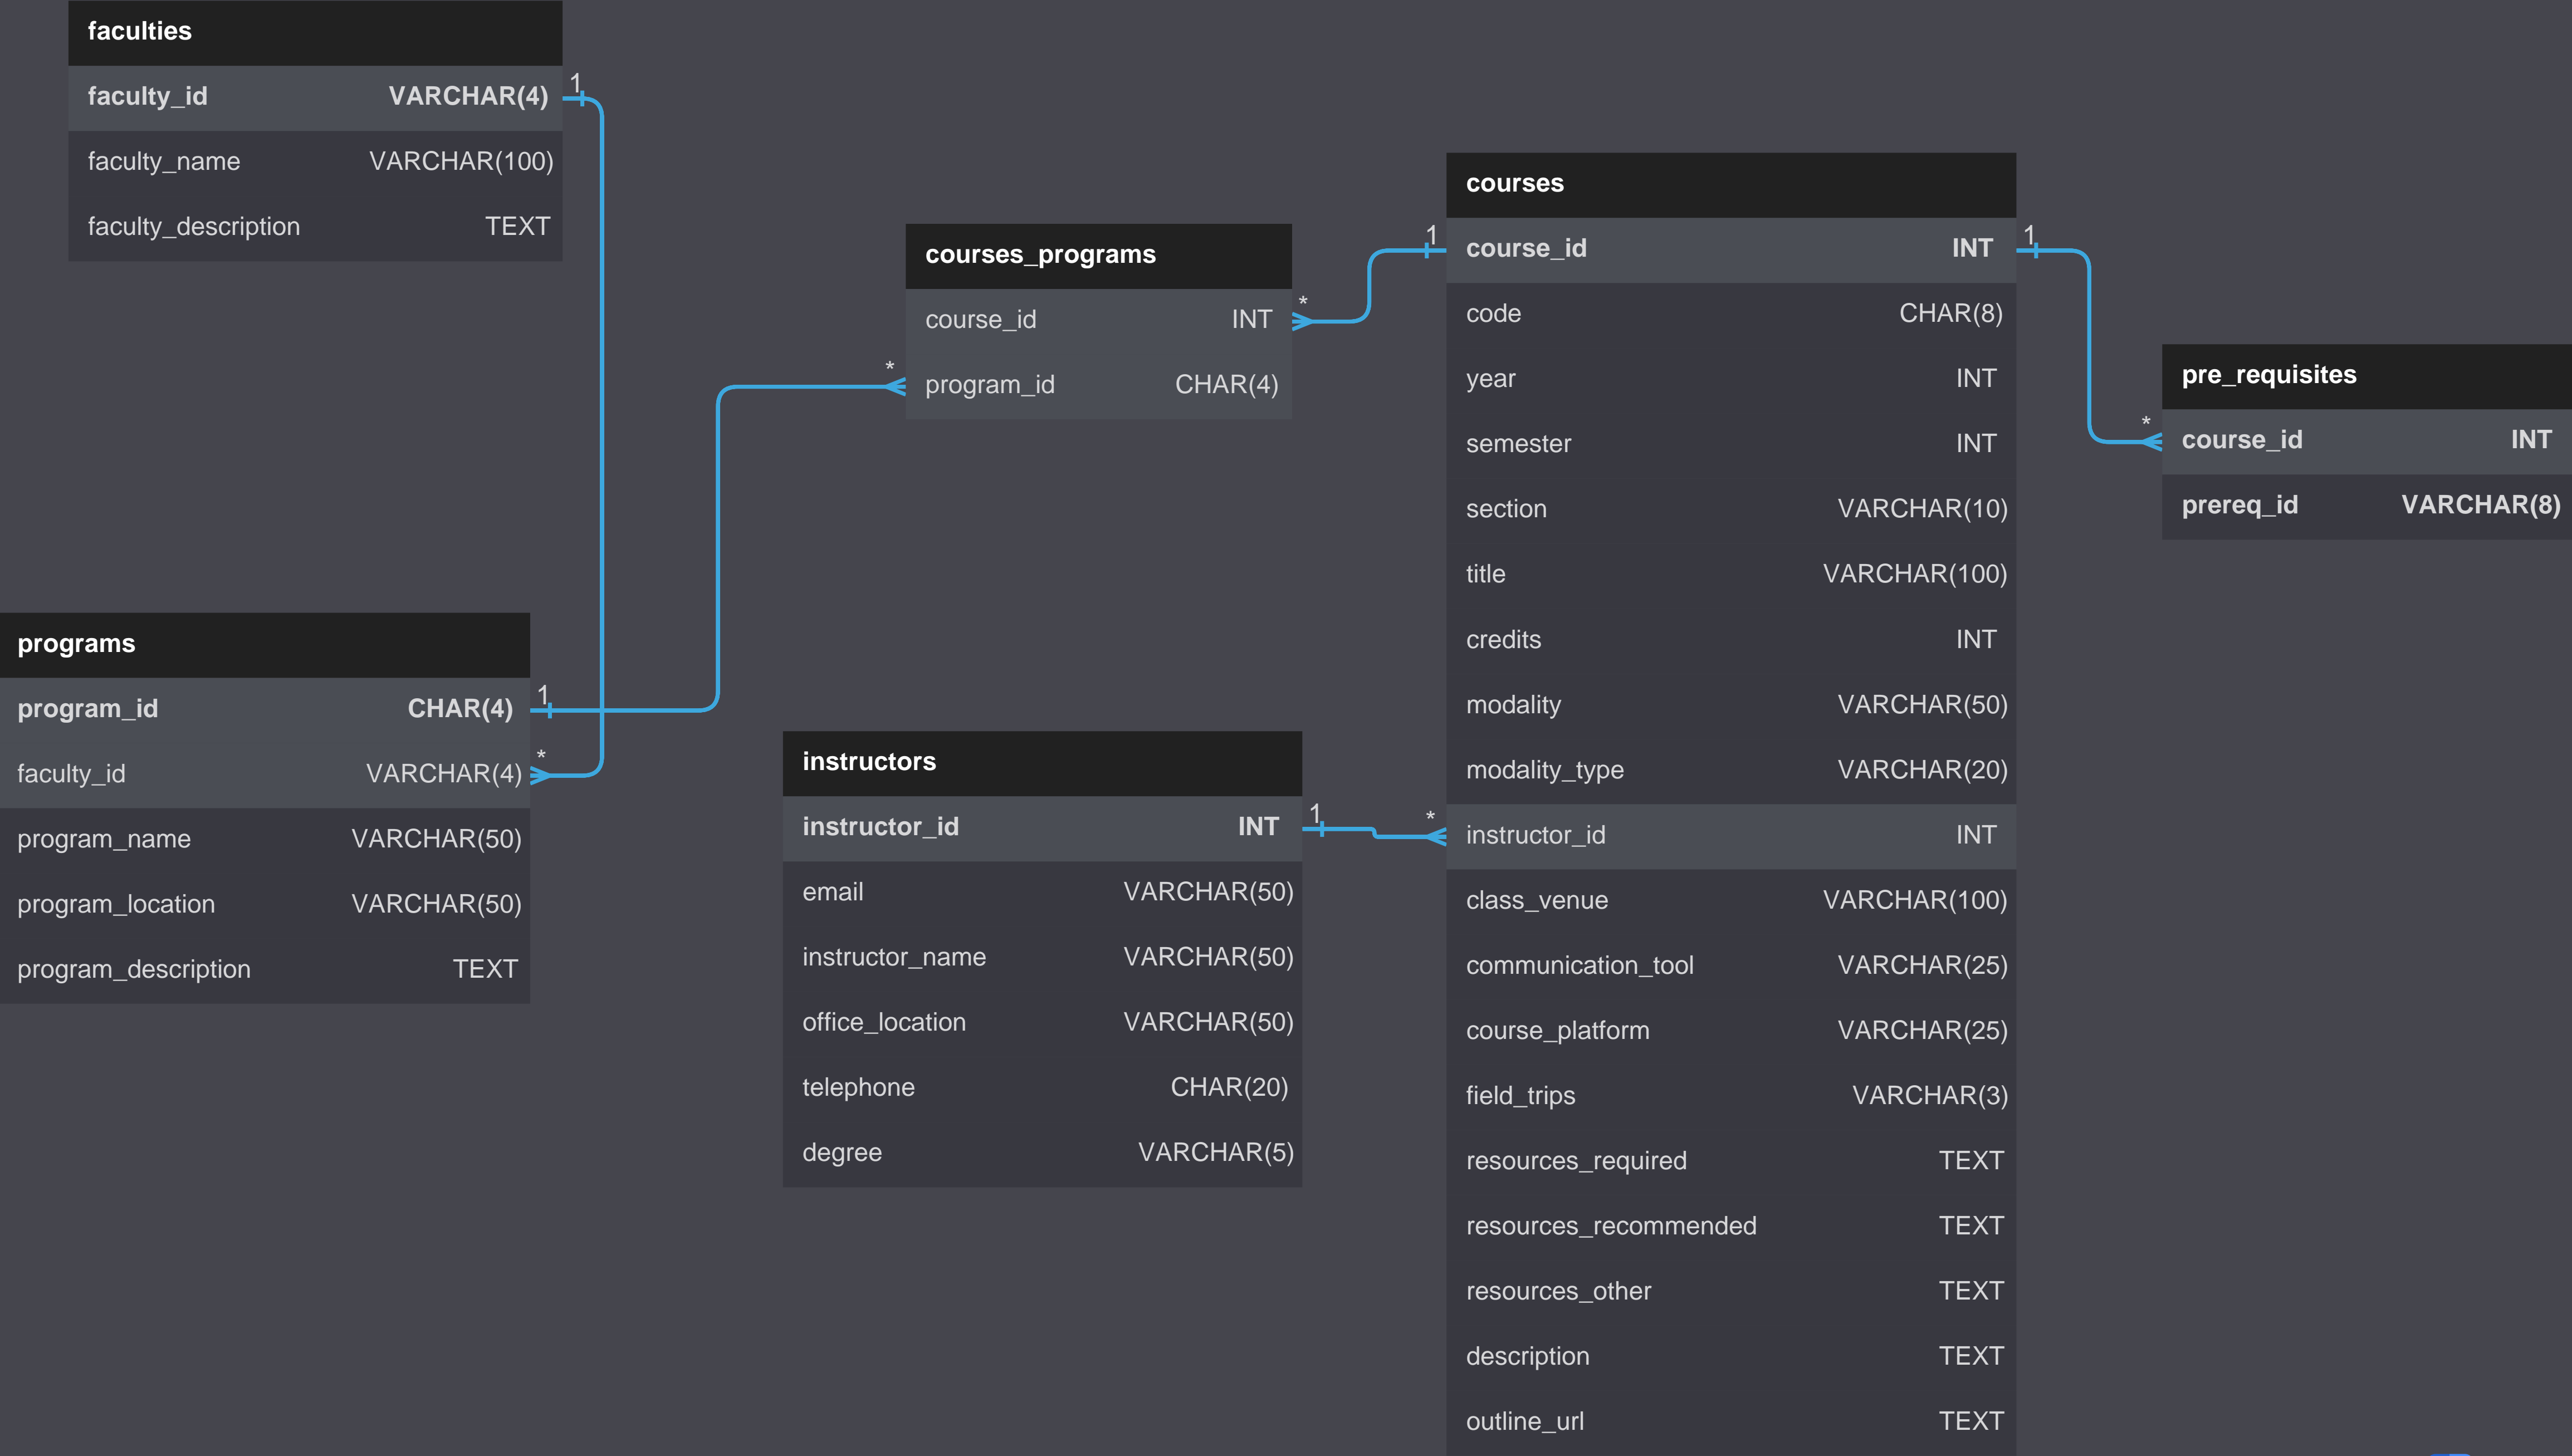 faculties
faculty_id VARCHAR(4) 1
faculty_name VARCHAR(100)
faculty_description TEXT
programs
program_id CHAR(4) 1
faculty_id VARCHAR(4) *
program_name VARCHAR(50)
program_location VARCHAR(50)
program_description TEXT
courses_programs
course_id INT *
* program_id CHAR(4)
instructors
instructor_id INT 1
email VARCHAR(50)
instructor_name VARCHAR(50)
office_location VARCHAR(50)
telephone CHAR(20)
degree VARCHAR(5)
courses
1 course_id INT 1
code CHAR(8)
year INT
semester INT
section VARCHAR(10)
title VARCHAR(100)
credits INT
modality VARCHAR(50)
modality_type VARCHAR(20)
* instructor_id INT
class_venue VARCHAR(100)
communication_tool VARCHAR(25)
course_platform VARCHAR(25)
field_trips VARCHAR(3)
resources_required TEXT
resources_recommended TEXT
resources_other TEXT
description TEXT
outline_url TEXT
pre_requisites
* course_id INT
prereq_id VARCHAR(8)